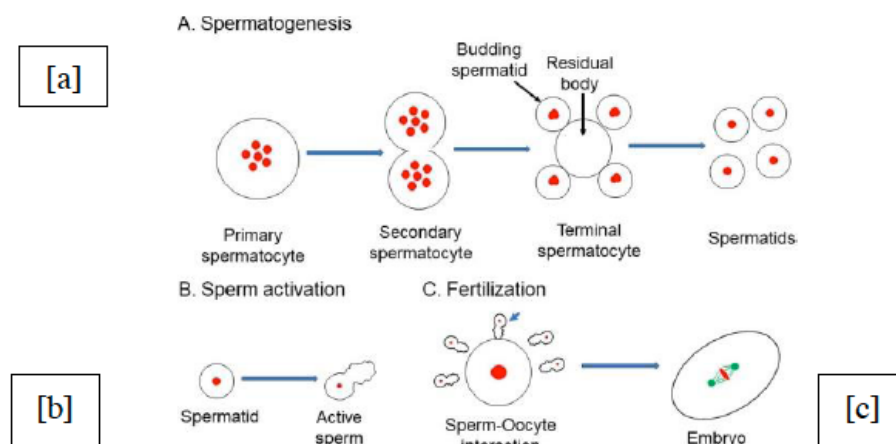 A. Spermatogenesis
[a]
Budding
spermatid
Residual
body
Primary
spermatocyte
Secondary
spermatocyte
Terminal
spermatocyte
Spermatids
B. Sperm activation
C. Fertilization
[b]
Spermatid
Active
sperm
Sperm-Oocyte
interaction
Embryo
[c]